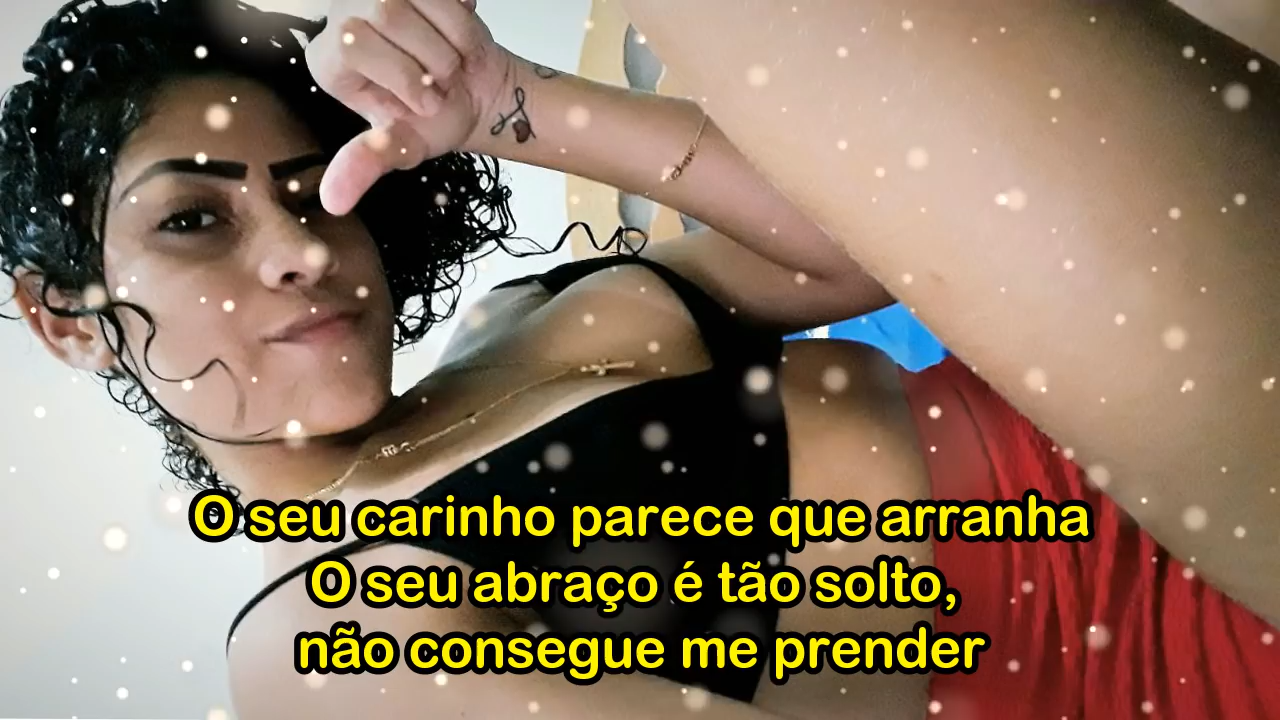 O seu carinho parece que arranha
O seu abraço é tão solto,
não consegue me prender